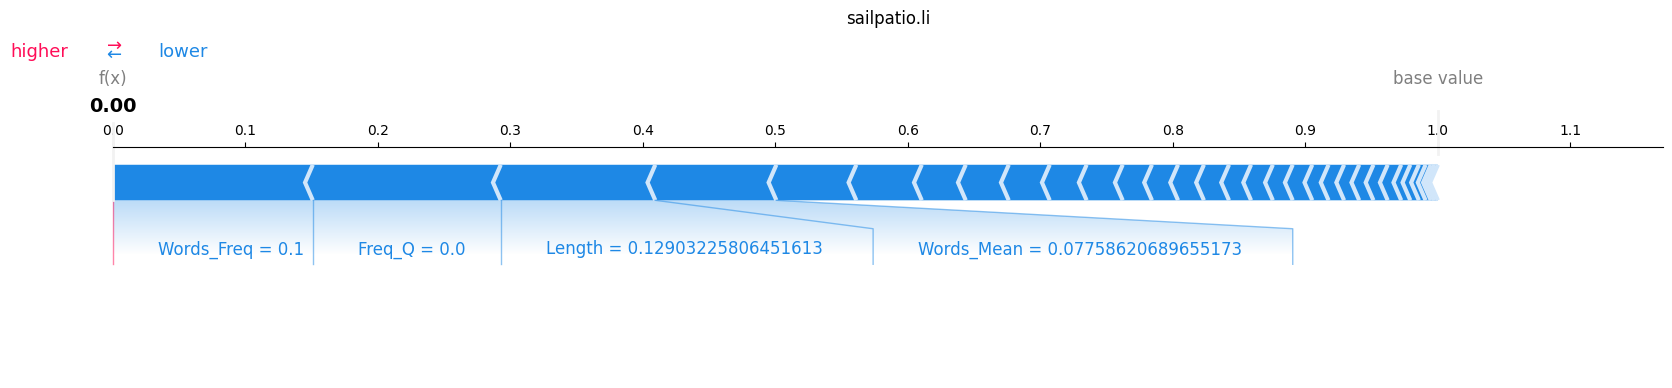 sailpatio.li
higher ⇄ lower
f(x) base value
0.00
0.0 0.1 0.2 0.3 0.4 0.5 0.6 0.7 0.8 0.9 1.0 1.1
Words_Freq = 0.1 Freq_Q = 0.0 Length = 0.12903225806451613 Words_Mean = 0.07758620689655173